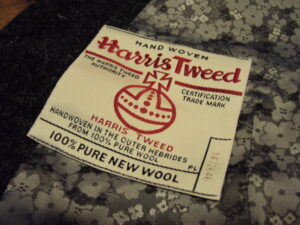 HAND WOVEN
Harris Tweed
THE HARRIS TWEED
AUTHORITY
CERTIFICATION
TRADE MARK
HARRIS TWEED
HANDWOVEN IN THE OUTER HEBRIDES
FROM 100% PURE WOOL
100% PURE NEW WOOL
PL